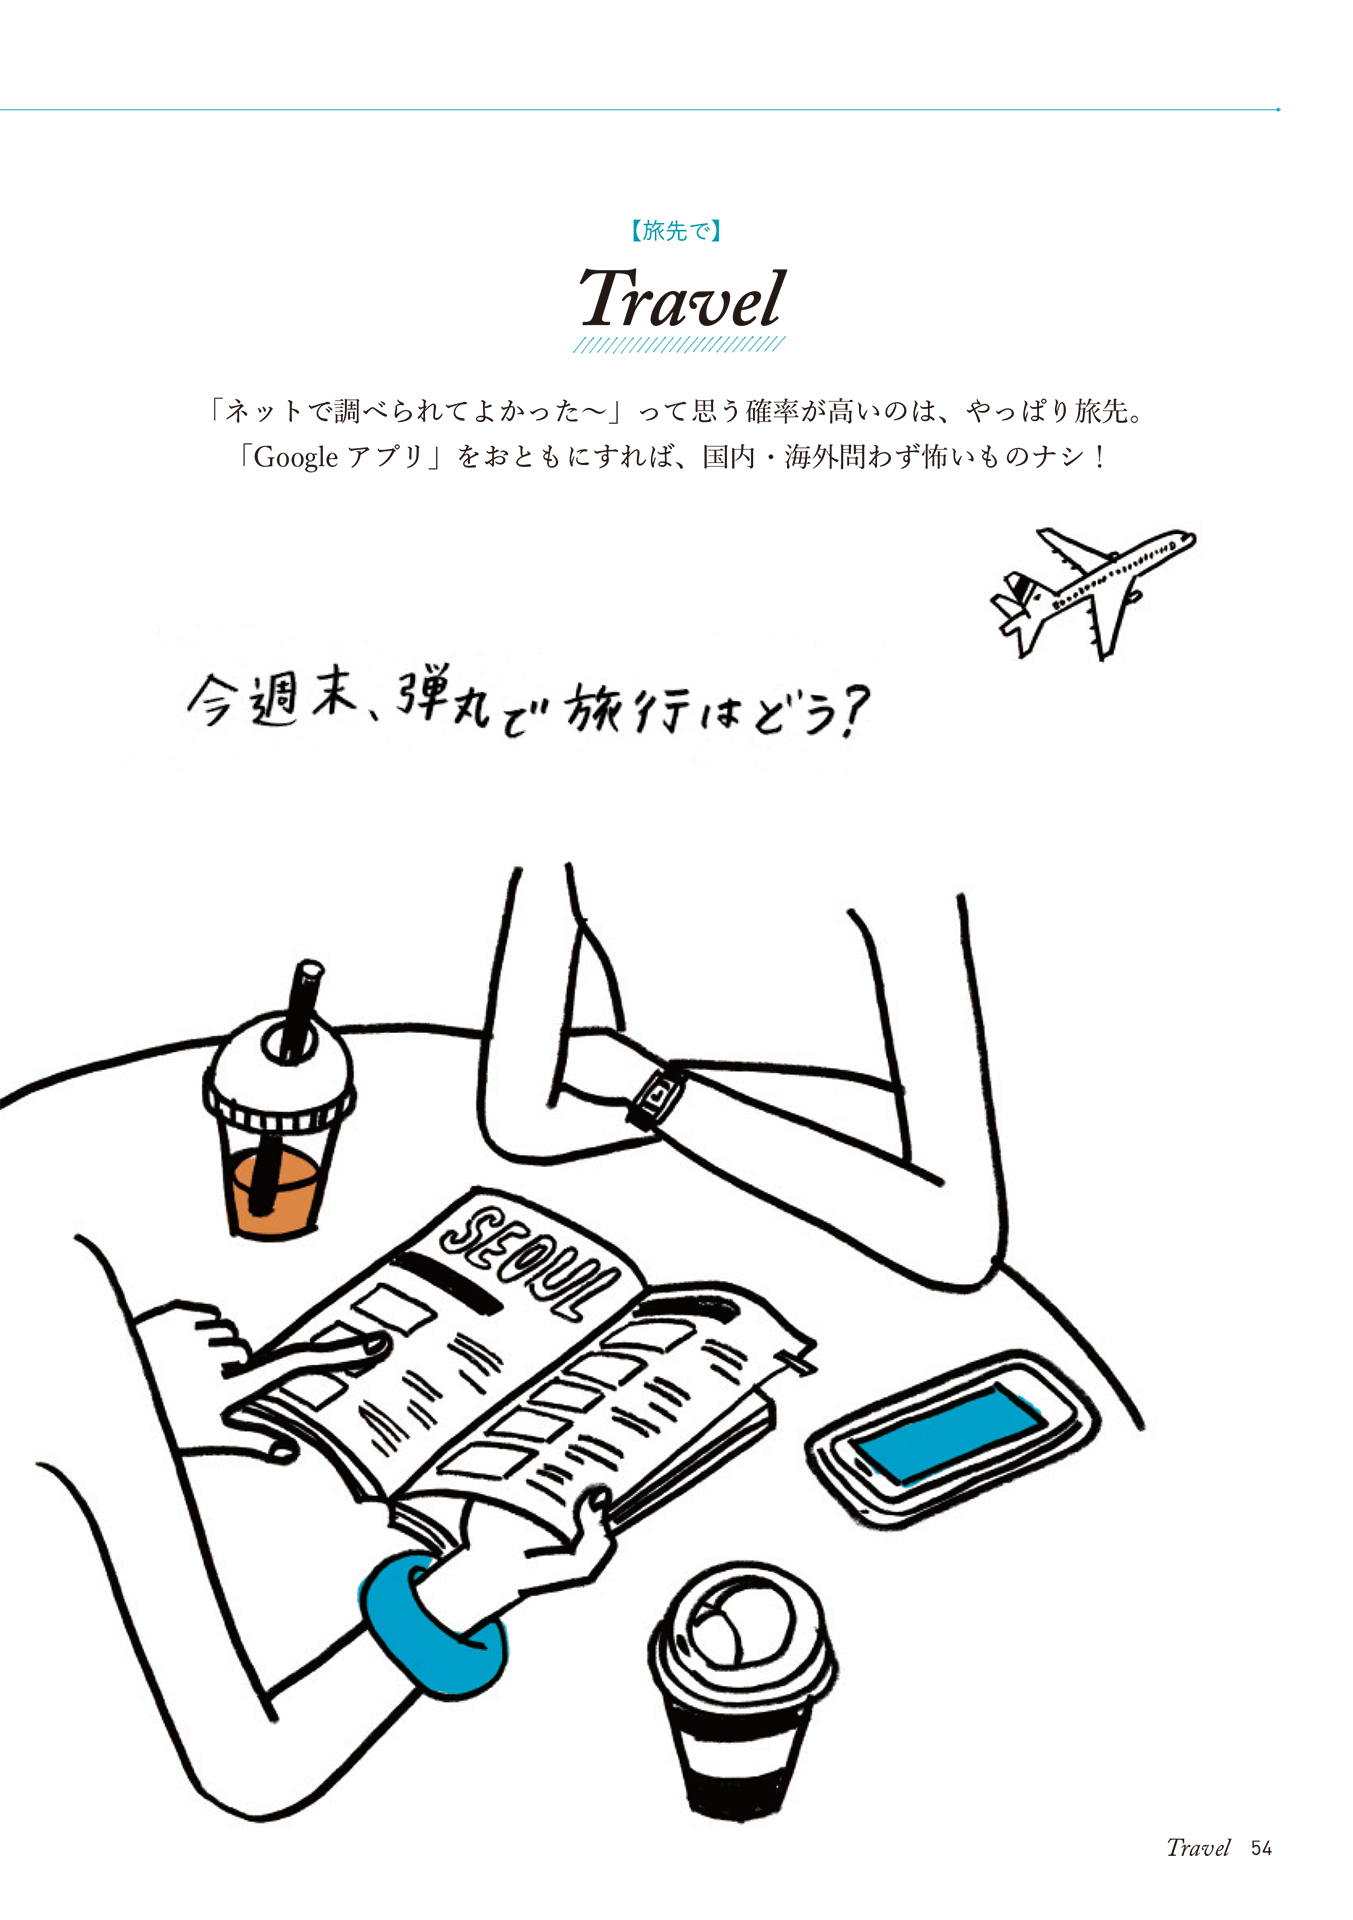 【旅先で】
Travel
「ネットで調べられてよかった〜」って思う確率が高いのは、やっぱり旅先。
「Google アプリ」をおともにすれば、国内・海外問わず怖いものナシ！
今週末、弾丸で旅行はどう？
SEOUL
Travel 54